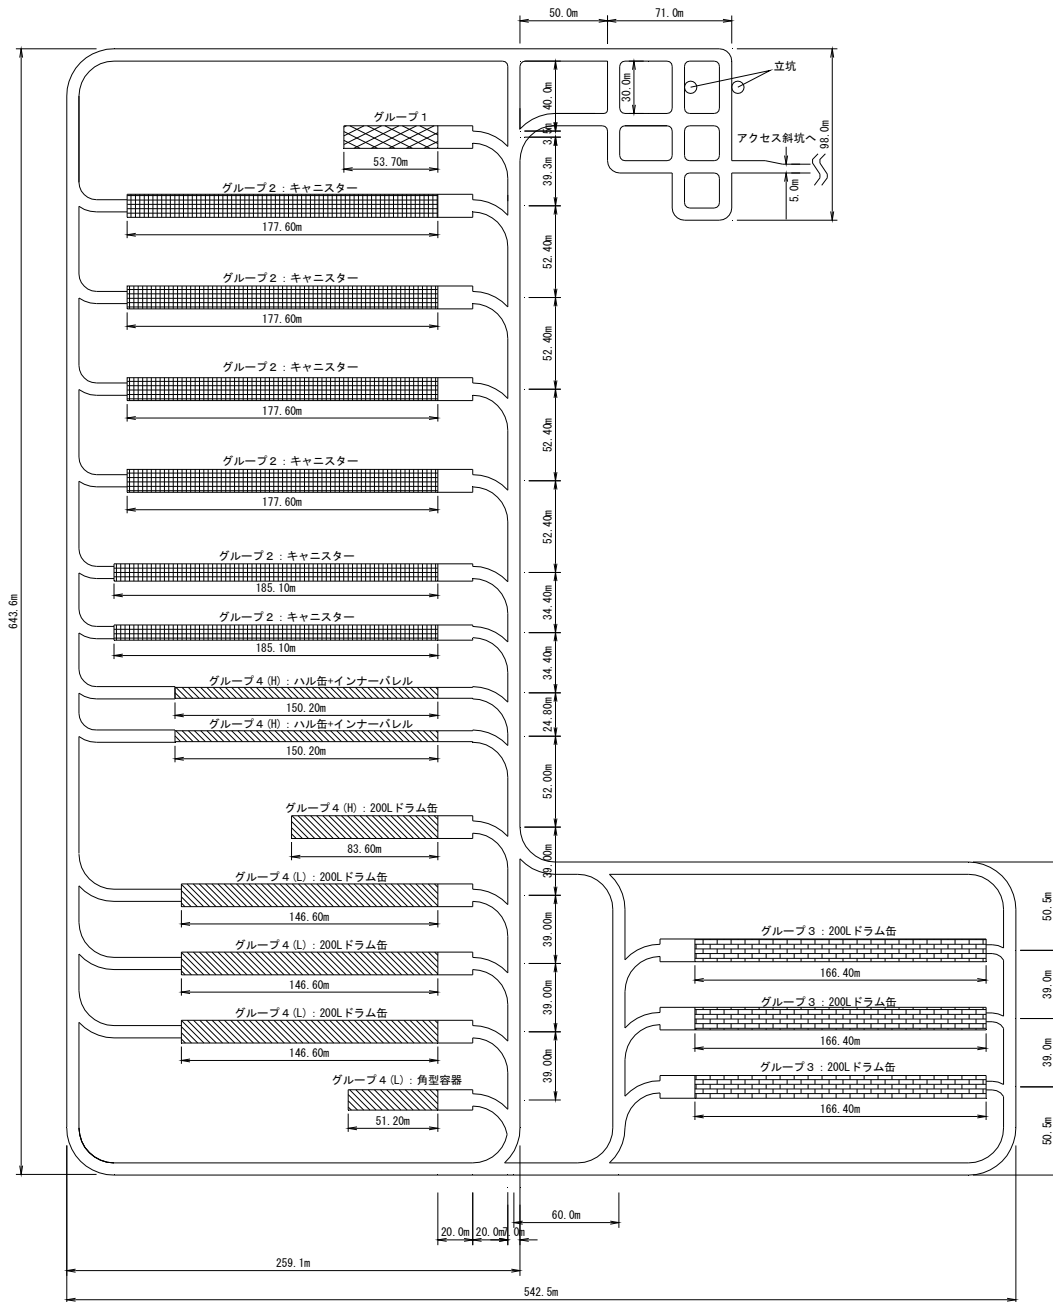 50.0m
71.0m
立坑
30.0m
40.0m
98.0m
アクセス斜坑へ
5.0m
39.3m
グループ1
53.70m
グループ2：キャニスター
177.60m
52.40m
グループ2：キャニスター
177.60m
52.40m
グループ2：キャニスター
177.60m
52.40m
グループ2：キャニスター
177.60m
52.40m
グループ2：キャニスター
185.10m
34.40m
グループ2：キャニスター
185.10m
34.40m
643.6m
グループ4(H)：ハル缶+インナーバレル
150.20m
24.80m
グループ4(H)：ハル缶+インナーバレル
150.20m
52.00m
グループ4(H)：200Lドラム缶
83.60m
39.00m
グループ4(L)：200Lドラム缶
146.60m
39.00m
グループ4(L)：200Lドラム缶
146.60m
39.00m
グループ4(L)：200Lドラム缶
146.60m
39.00m
グループ4(L)：角型容器
51.20m
50.5m
グループ3：200Lドラム缶
166.40m
39.0m
グループ3：200Lドラム缶
166.40m
39.0m
グループ3：200Lドラム缶
166.40m
50.5m
60.0m
20.0m
20.0m
7.0m
259.1m
542.5m